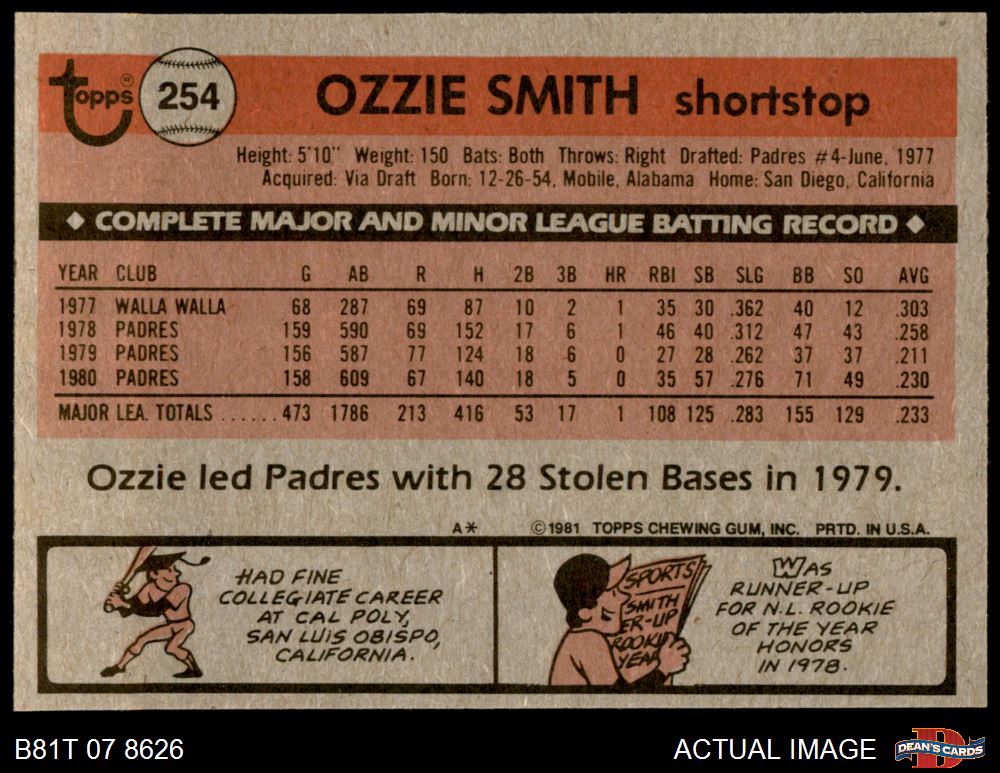 Topps® 254 OZZIE SMITH shortstop
Height: 5'10" Weight: 150 Bats: Both Throws: Right Drafted: Padres #4-June, 1977
Acquired: Via Draft Born: 12-26-54, Mobile, Alabama Home: San Diego, California
◆ COMPLETE MAJOR AND MINOR LEAGUE BATTING RECORD ◆
YEAR CLUB G AB R H 2B 3B HR RBI SB SLG BB SO AVG
1977 WALLA WALLA 68 287 69 87 10 2 1 35 30 .362 40 12 .303
1978 PADRES 159 590 69 152 17 6 1 46 40 .312 47 43 .258
1979 PADRES 156 587 77 124 18 6 0 27 28 .262 37 37 .211
1980 PADRES 158 609 67 140 18 5 0 35 57 .276 71 49 .230
MAJOR LEA. TOTALS ...... 473 1786 213 416 53 17 1 108 125 .283 155 129 .233
Ozzie led Padres with 28 Stolen Bases in 1979.
A* ©1981 TOPPS CHEWING GUM, INC. PRTD. IN U.S.A.
HAD FINE
COLLEGIATE CAREER
AT CAL POLY,
SAN LUIS OBISPO,
CALIFORNIA.
SPORTS
SMITH
ER-UP
ROOKI
YEAR
WAS
RUNNER-UP
FOR N.L. ROOKIE
OF THE YEAR
HONORS
IN 1978.
B81T 07 8626 ACTUAL IMAGE D DEAN'S CARDS